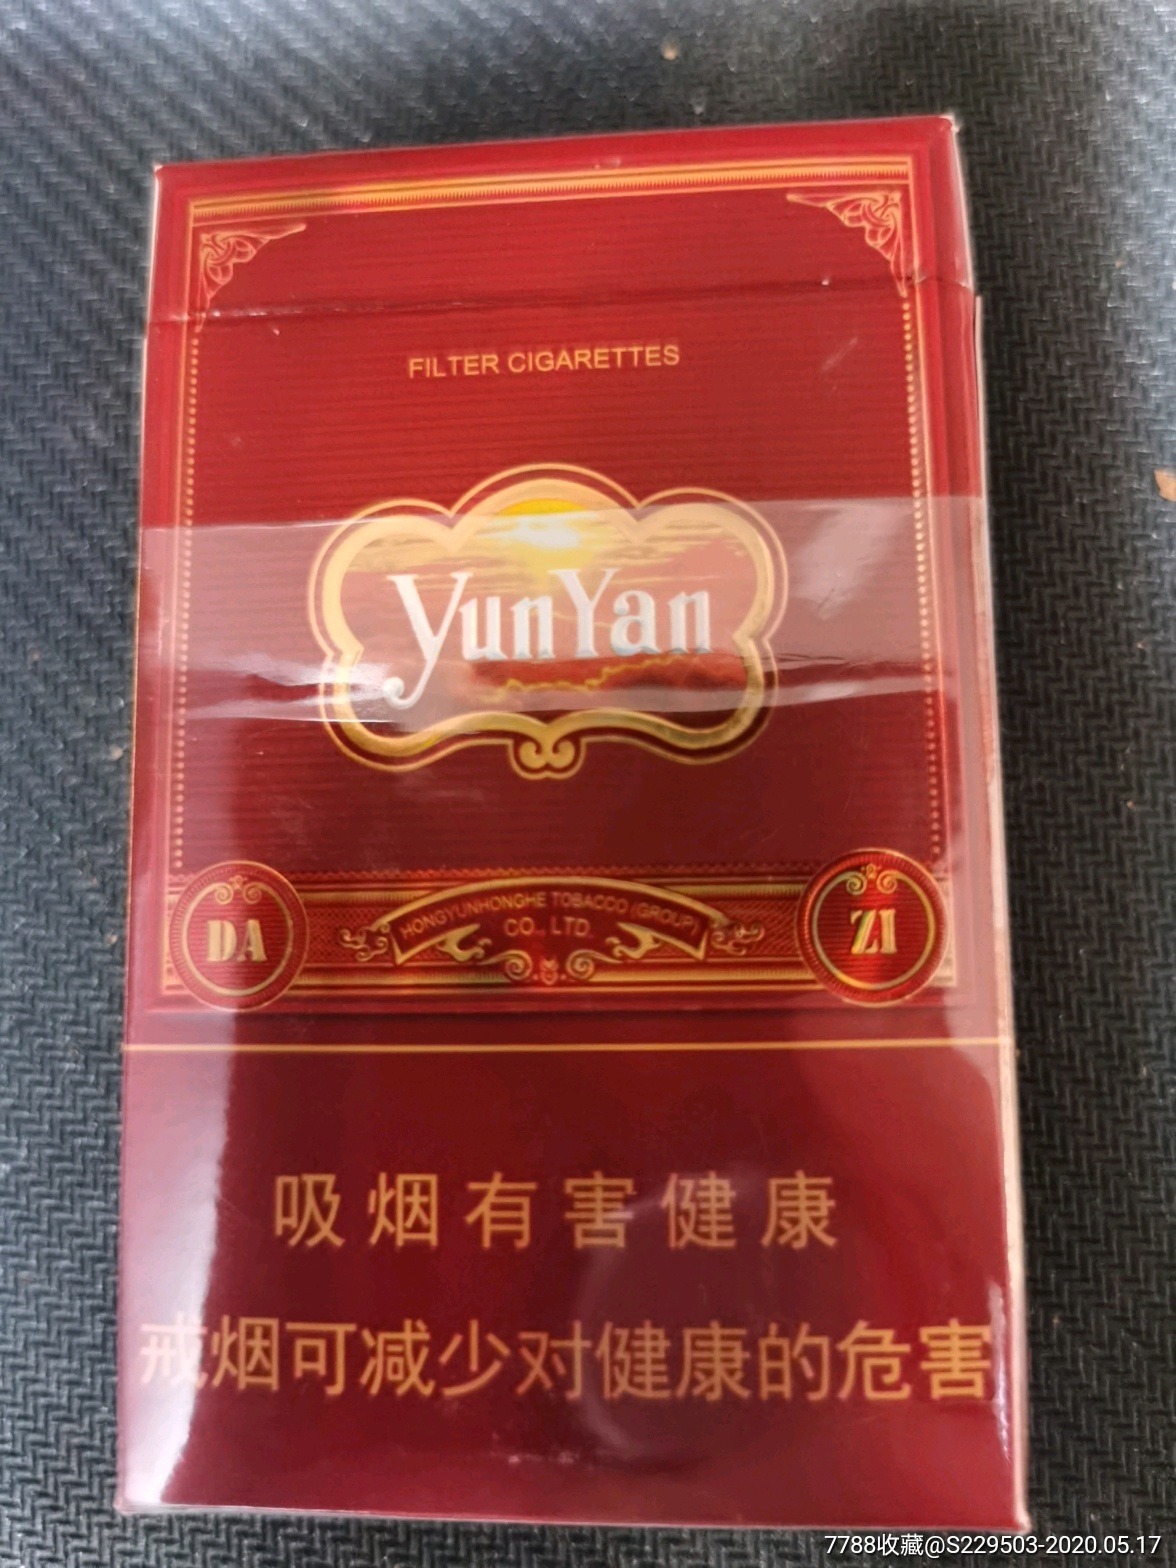 FILTER CIGARETTES
YunYan
HONGYUNHONGHE TOBACCO (GROUP)
CO., LTD
DA
ZI
吸烟有害健康
戒烟可减少对健康的危害
7788收藏@S229503-2020.05.17